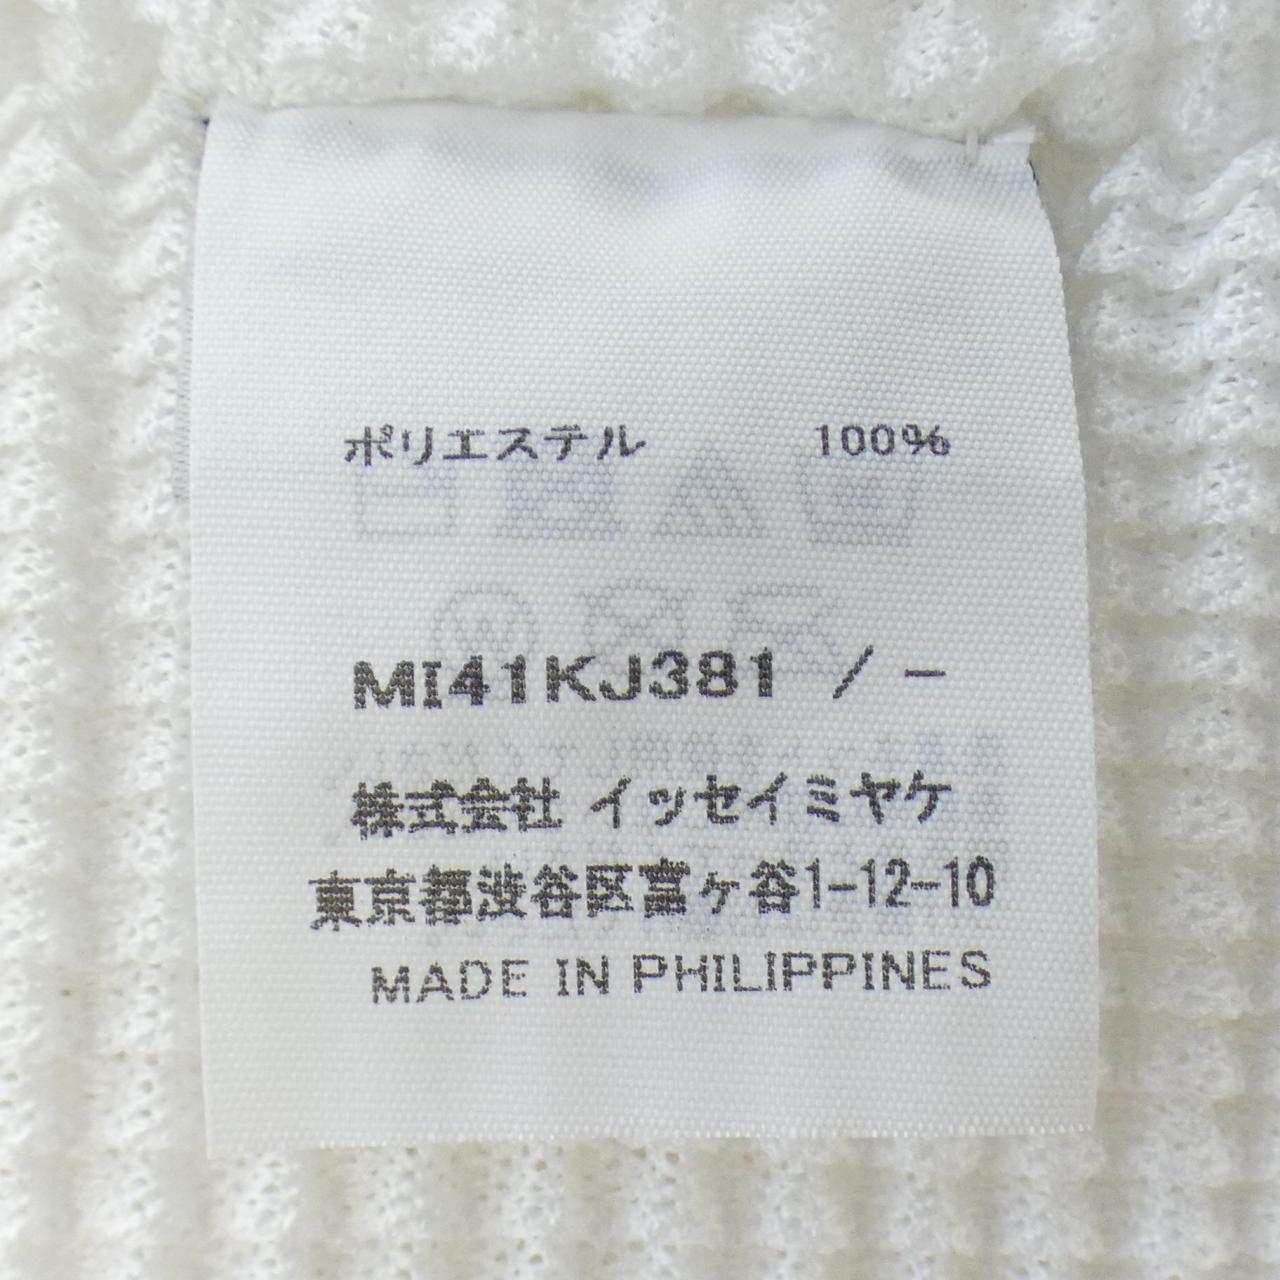 ポリエステル 100%
MI41KJ381 / -
株式会社 イッセイミヤケ
東京都渋谷区富ヶ谷1-12-10
MADE IN PHILIPPINES